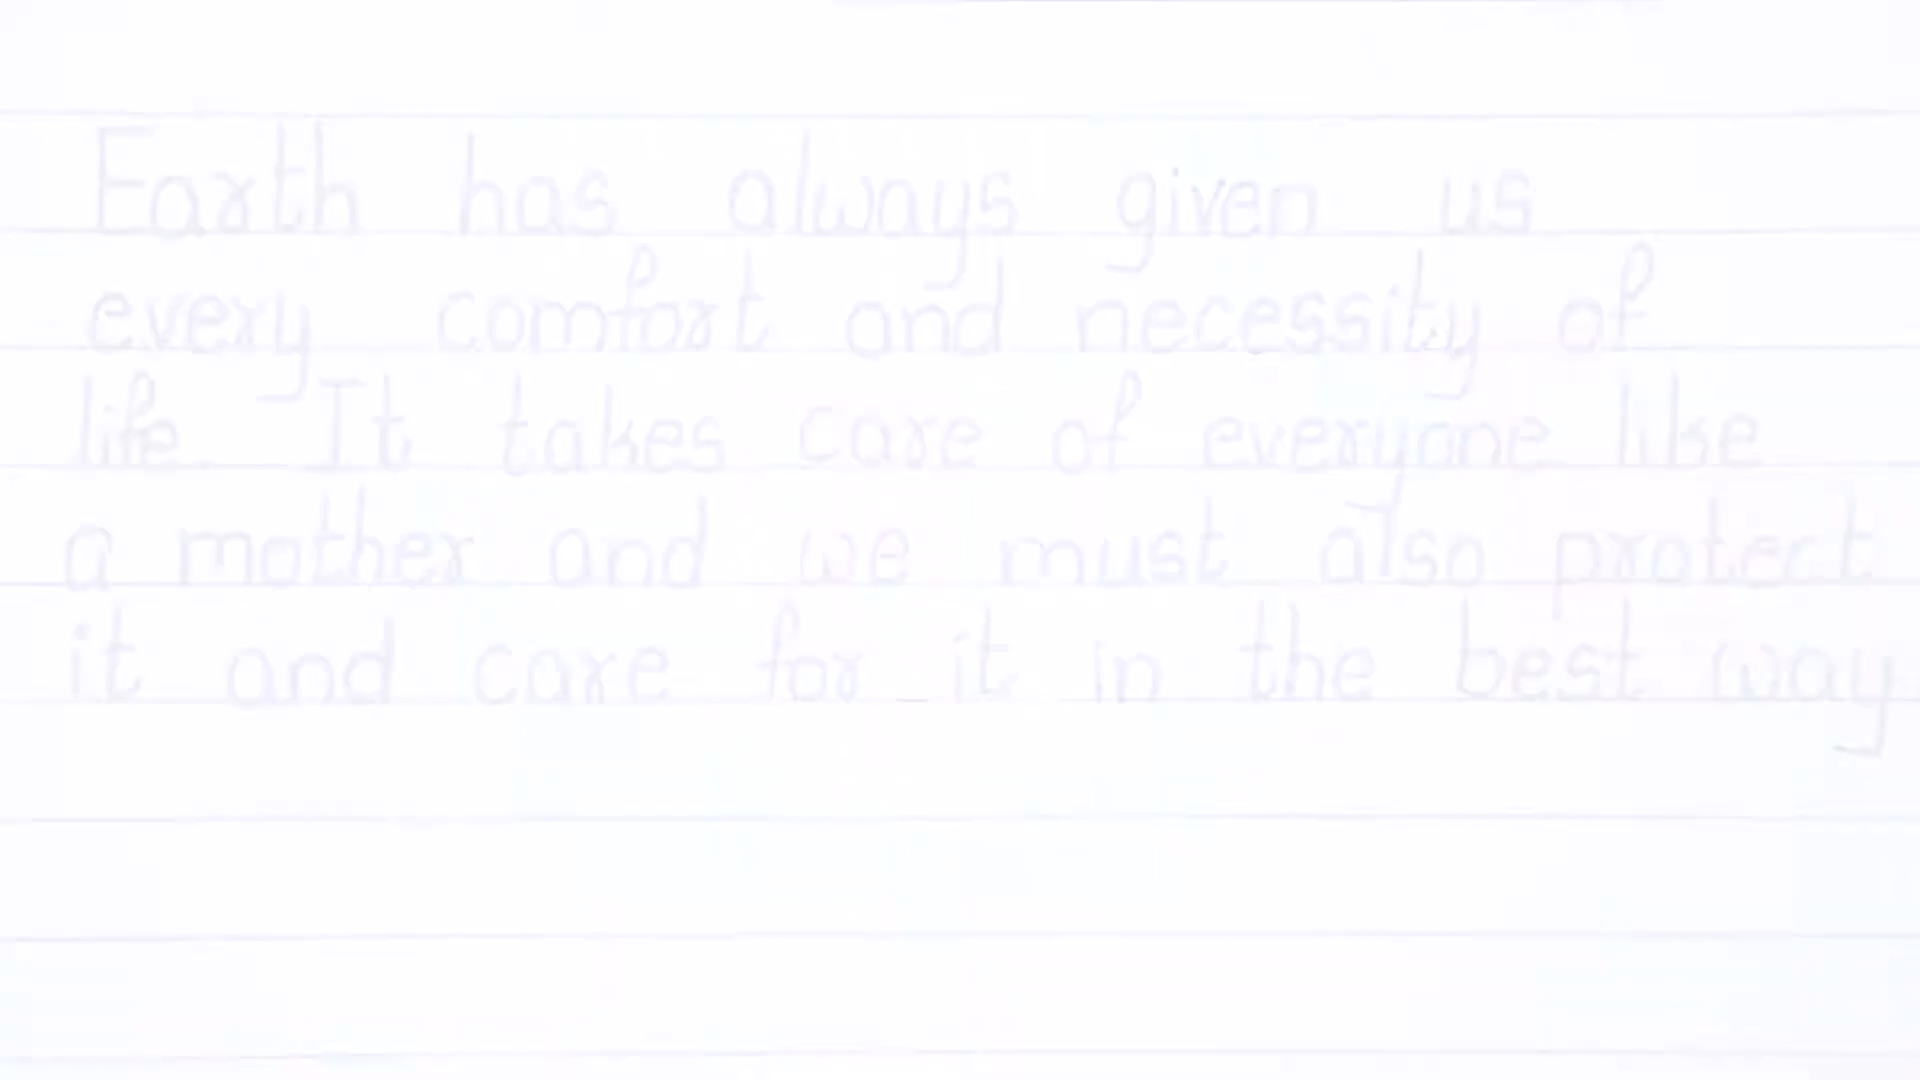 Earth has always given us
every comfort and necessity of
life. It takes care of everyone like
a mother and we must also protect
it and care for it in the best way